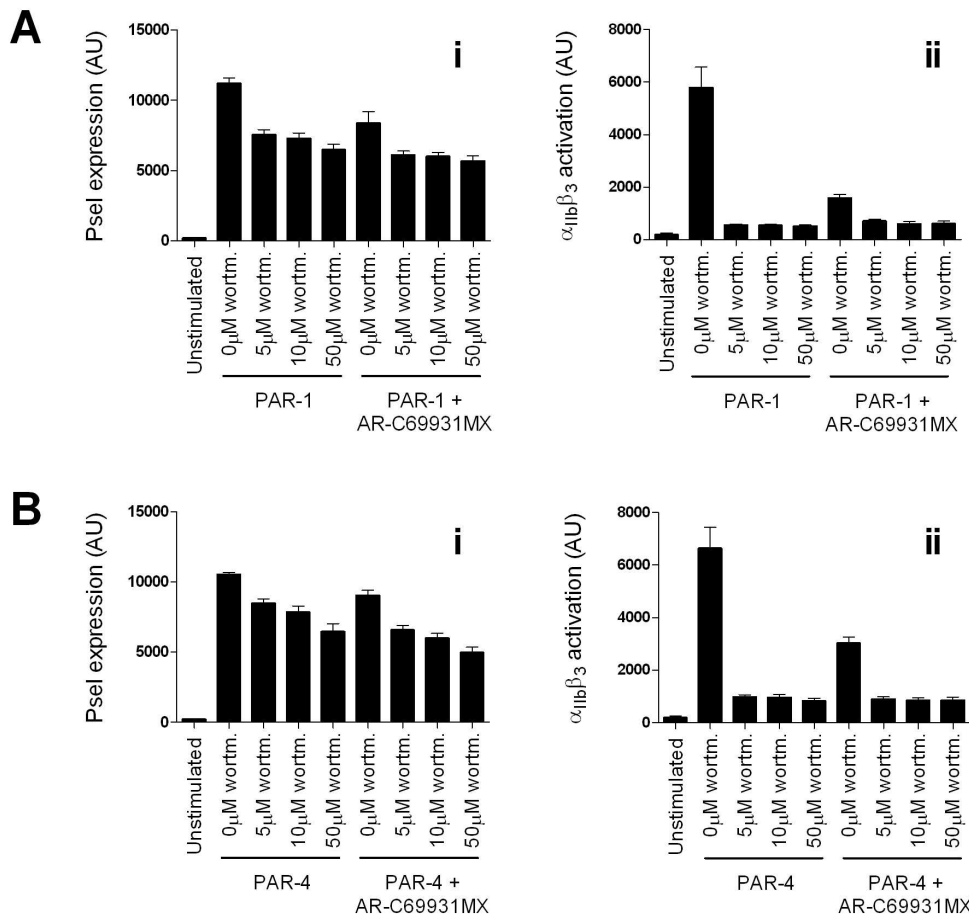 A
i
Psel expression (AU)
15000
10000
5000
0
Unstimulated
0μM wortm.
5μM wortm.
10μM wortm.
50μM wortm.
0μM wortm.
5μM wortm.
10μM wortm.
50μM wortm.
PAR-1
PAR-1 +
AR-C69931MX
ii
αIIbβ3 activation (AU)
8000
6000
4000
2000
0
Unstimulated
0μM wortm.
5μM wortm.
10μM wortm.
50μM wortm.
0μM wortm.
5μM wortm.
10μM wortm.
50μM wortm.
PAR-1
PAR-1 +
AR-C69931MX
B
i
Psel expression (AU)
15000
10000
5000
0
Unstimulated
0μM wortm.
5μM wortm.
10μM wortm.
50μM wortm.
0μM wortm.
5μM wortm.
10μM wortm.
50μM wortm.
PAR-4
PAR-4 +
AR-C69931MX
ii
αIIbβ3 activation (AU)
8000
6000
4000
2000
0
Unstimulated
0μM wortm.
5μM wortm.
10μM wortm.
50μM wortm.
0μM wortm.
5μM wortm.
10μM wortm.
50μM wortm.
PAR-4
PAR-4 +
AR-C69931MX